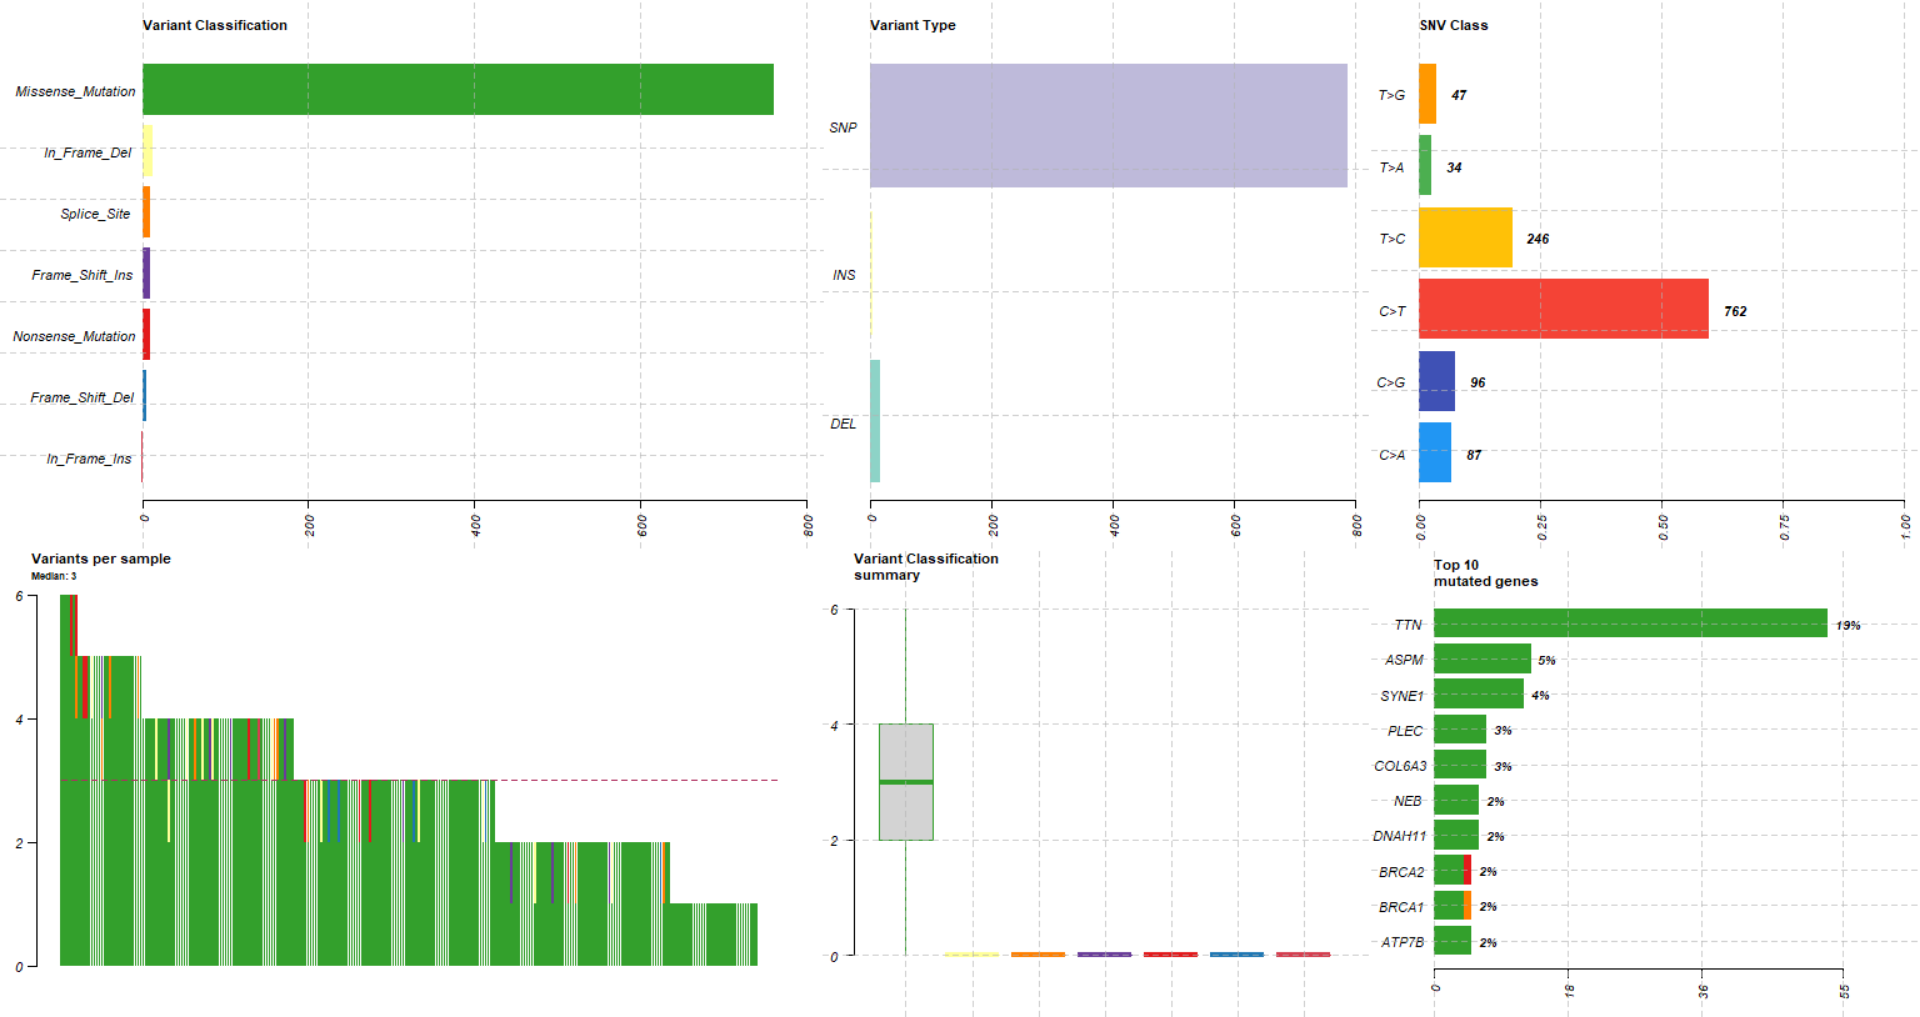 Variant Classification
Missense_Mutation
In_Frame_Del
Splice_Site
Frame_Shift_Ins
Nonsense_Mutation
Frame_Shift_Del
In_Frame_Ins
0
200
400
600
800
Variant Type
SNP
INS
DEL
0
200
400
600
800
SNV Class
T>G
47
T>A
34
T>C
246
C>T
762
C>G
96
C>A
87
0.00
0.25
0.50
0.75
1.00
Variants per sample
Median: 3
6
4
2
0
Variant Classification
summary
6
4
2
0
Top 10
mutated genes
TTN
19%
ASPM
5%
SYNE1
4%
PLEC
3%
COL6A3
3%
NEB
2%
DNAH11
2%
BRCA2
2%
BRCA1
2%
ATP7B
2%
0
18
36
55